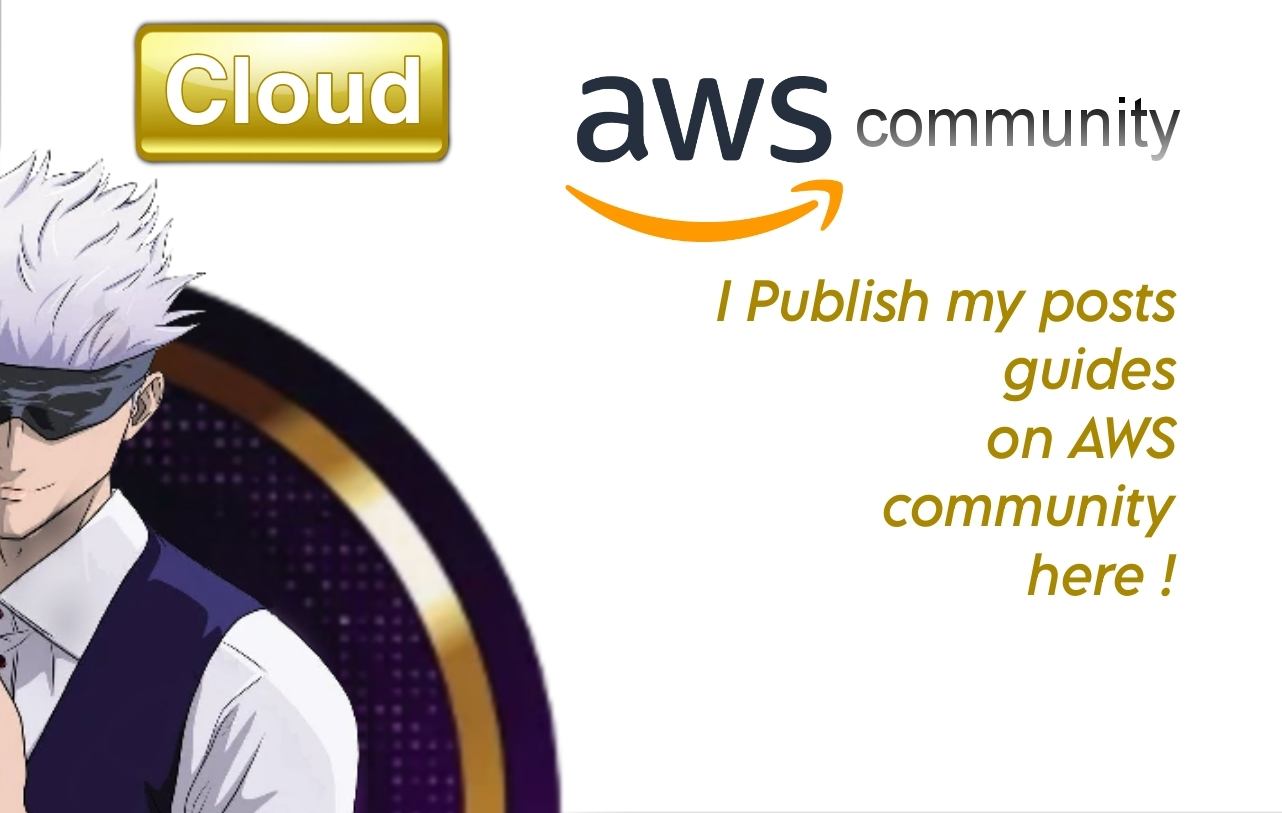 Cloud
aws community
I Publish my posts
guides
on AWS
community
here !